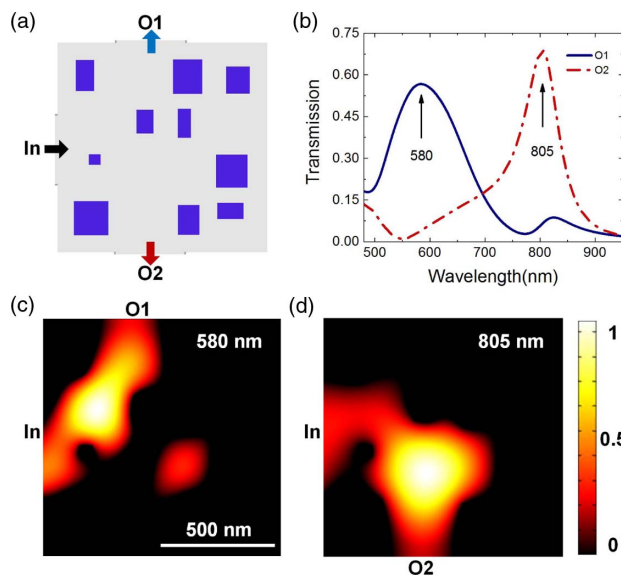 (a)
O1
In
O2
(b)
Transmission
0.75
0.60
0.45
0.30
0.15
0.00
O1
O2
580
805
500 600 700 800 900
Wavelength(nm)
(c)
O1
580 nm
In
500 nm
(d)
805 nm
In
O2
1
0.5
0